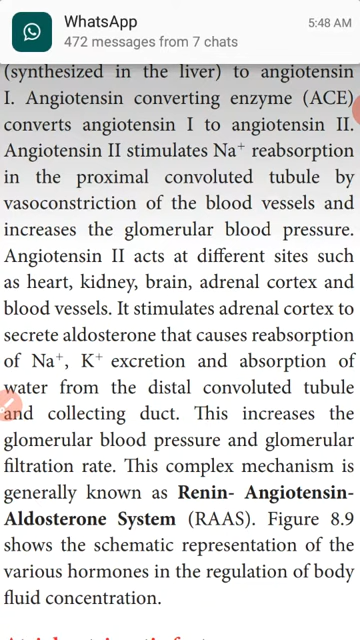 WhatsApp
5:48 AM
472 messages from 7 chats
(synthesized in the liver) to angiotensin
I. Angiotensin converting enzyme (ACE)
converts angiotensin I to angiotensin II.
Angiotensin II stimulates Na⁺ reabsorption
in the proximal convoluted tubule by
vasoconstriction of the blood vessels and
increases the glomerular blood pressure.
Angiotensin II acts at different sites such
as heart, kidney, brain, adrenal cortex and
blood vessels. It stimulates adrenal cortex to
secrete aldosterone that causes reabsorption
of Na⁺, K⁺ excretion and absorption of
water from the distal convoluted tubule
and collecting duct. This increases the
glomerular blood pressure and glomerular
filtration rate. This complex mechanism is
generally known as Renin- Angiotensin-
Aldosterone System (RAAS). Figure 8.9
shows the schematic representation of the
various hormones in the regulation of body
fluid concentration.